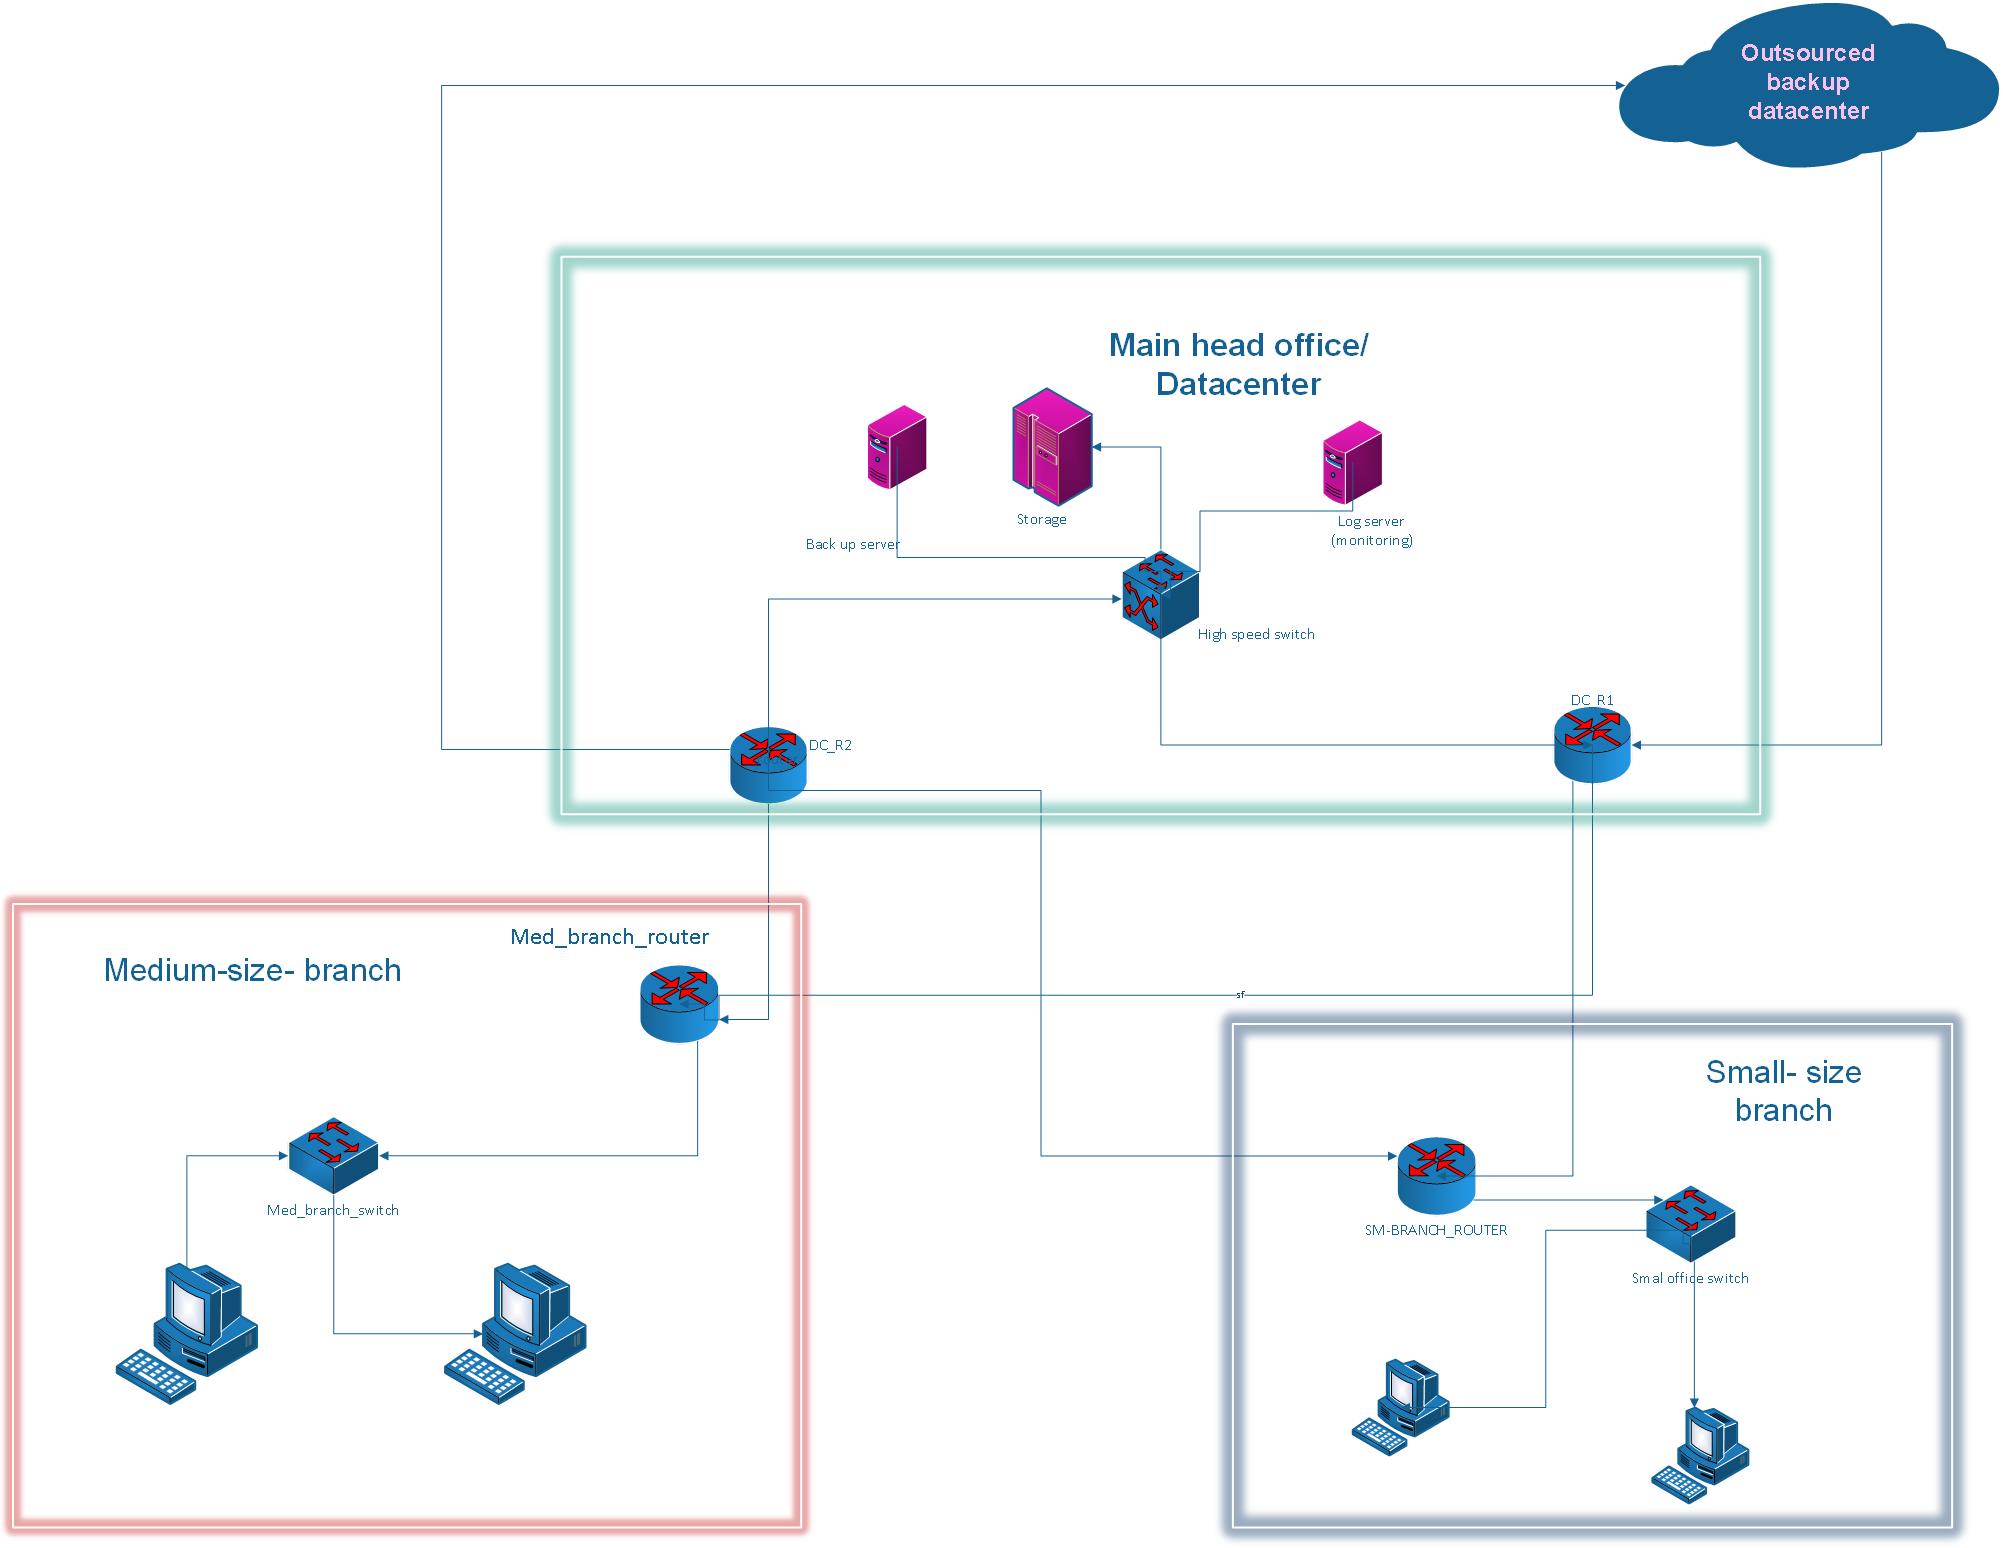 Outsourced
backup
datacenter
Main head office/
Datacenter
Storage
Log server
(monitoring)
Back up server
High speed switch
DC_R1
DC_R2
Med_branch_router
Medium-size- branch
sf
Small- size
branch
Med_branch_switch
SM-BRANCH_ROUTER
Smal office switch